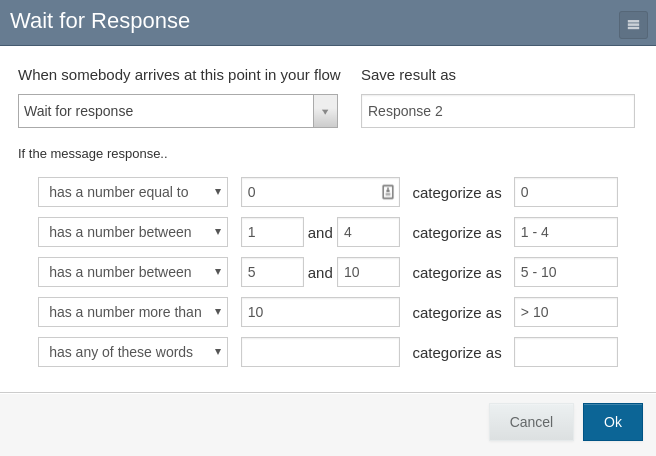 Wait for Response
When somebody arrives at this point in your flow Save result as
Wait for response Response 2
If the message response..
has a number equal to 0 categorize as 0
has a number between 1 and 4 categorize as 1 - 4
has a number between 5 and 10 categorize as 5 - 10
has a number more than 10 categorize as > 10
has any of these words categorize as
Cancel Ok